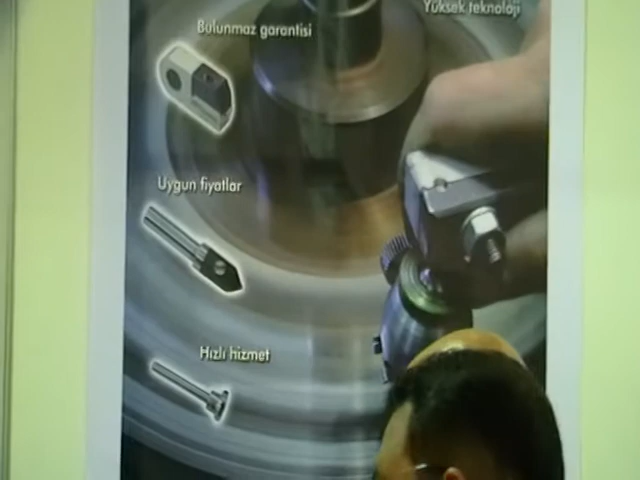 Yüksek teknoloji
Bulunmaz garantisi
Uygun fiyatlar
Hızlı hizmet